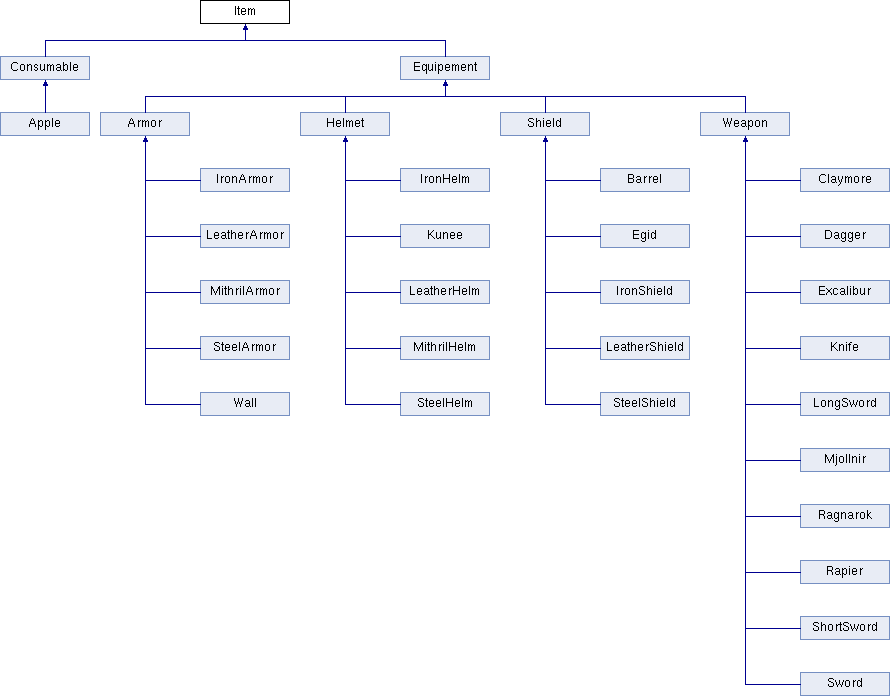 Item
Consumable Equipement
Apple Armor Helmet Shield Weapon
IronArmor IronHelm Barrel Claymore
LeatherArmor Kunee Egid Dagger
MithrilArmor LeatherHelm IronShield Excalibur
SteelArmor MithrilHelm LeatherShield Knife
Wall SteelHelm SteelShield LongSword
Mjollnir
Ragnarok
Rapier
ShortSword
Sword